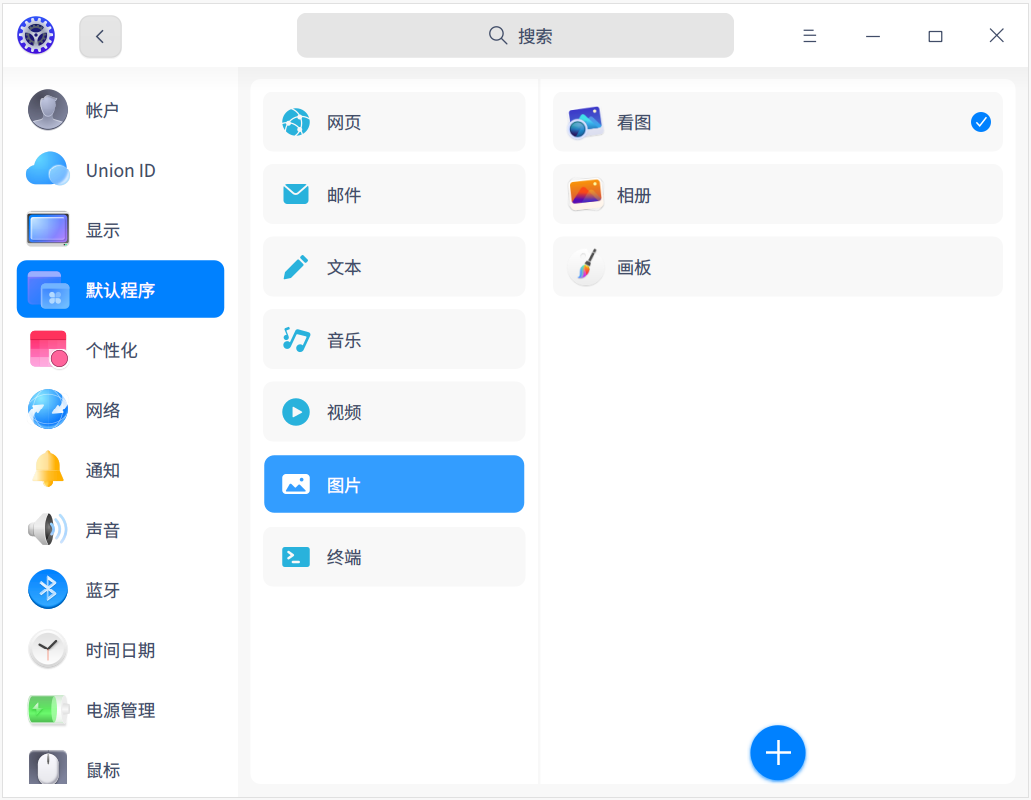 搜索
帐户
Union ID
显示
默认程序
个性化
网络
通知
声音
蓝牙
时间日期
电源管理
鼠标
网页
邮件
文本
音乐
视频
图片
终端
看图
相册
画板